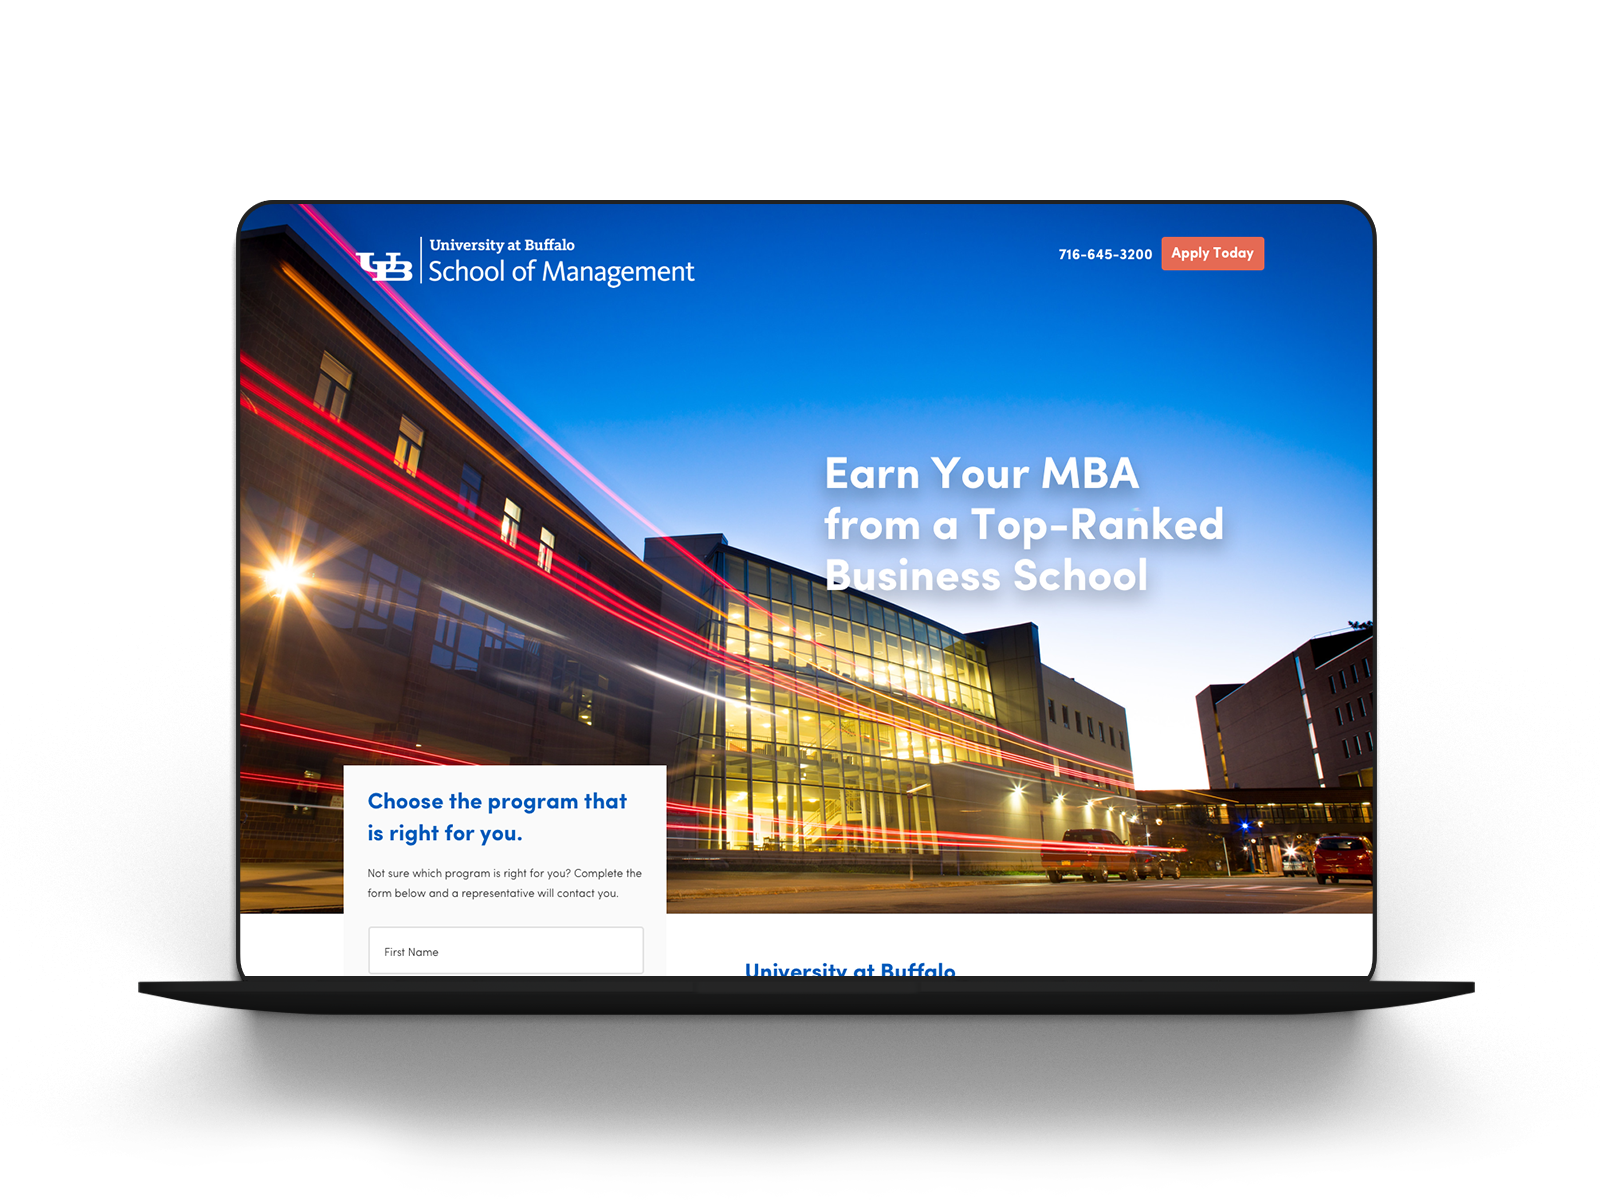 UB
University at Buffalo
School of Management
716-645-3200
Apply Today
Earn Your MBA
from a Top-Ranked
Business School
Choose the program that
is right for you.
Not sure which program is right for you? Complete the
form below and a representative will contact you.
First Name
University at Buffalo